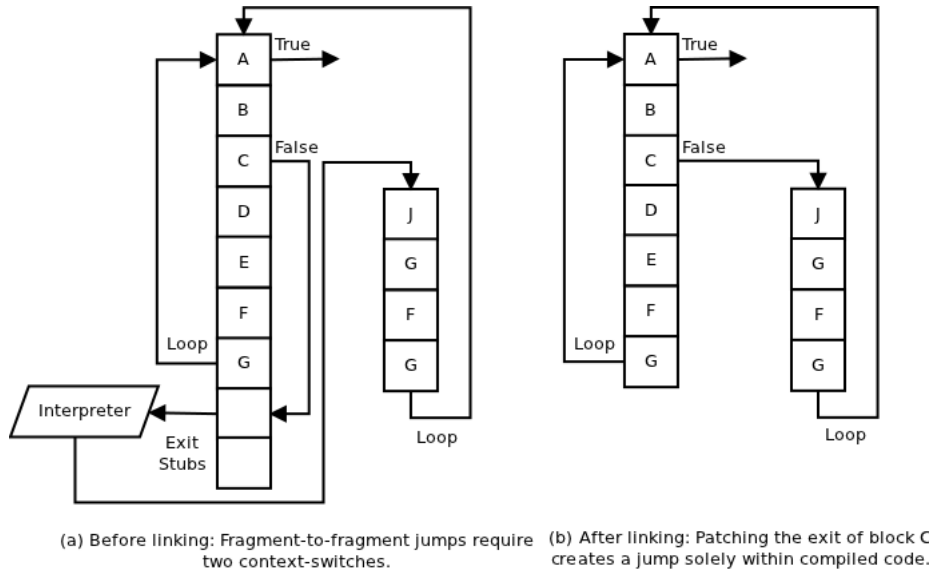 True
A
B
False
C
D
E
F
Loop
G
Interpreter
Exit
Stubs
J
G
F
G
Loop
True
A
B
False
C
D
E
F
Loop
G
J
G
F
G
Loop
(a) Before linking: Fragment-to-fragment jumps require
two context-switches.
(b) After linking: Patching the exit of block C
creates a jump solely within compiled code.